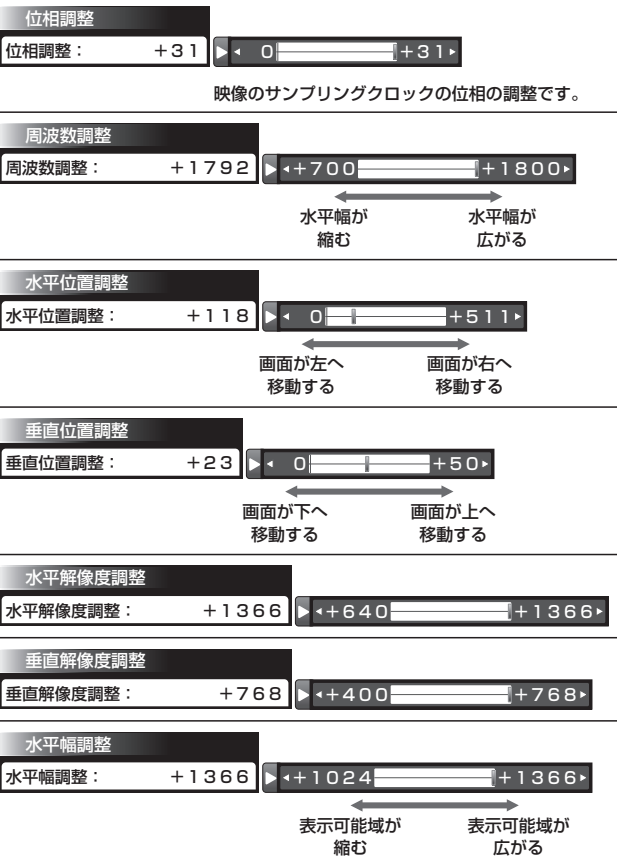 位相調整
位相調整： +31 0 +31
映像のサンプリングクロックの位相の調整です。
周波数調整
周波数調整： +1792 +700 +1800
水平幅が 水平幅が
縮む 広がる
水平位置調整
水平位置調整： +118 0 +511
画面が左へ 画面が右へ
移動する 移動する
垂直位置調整
垂直位置調整： +23 0 +50
画面が下へ 画面が上へ
移動する 移動する
水平解像度調整
水平解像度調整： +1366 +640 +1366
垂直解像度調整
垂直解像度調整： +768 +400 +768
水平幅調整
水平幅調整： +1366 +1024 +1366
表示可能域が 表示可能域が
縮む 広がる